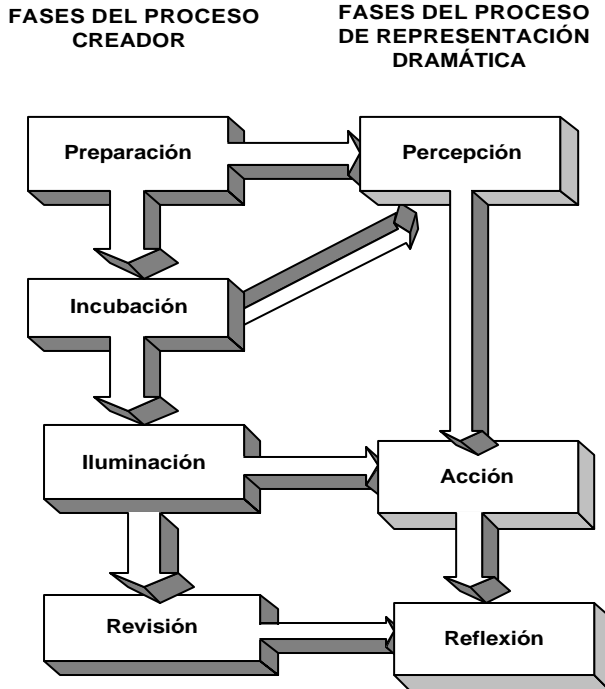 FASES DEL PROCESO
CREADOR
FASES DEL PROCESO
DE REPRESENTACIÓN
DRAMÁTICA
Preparación
Percepción
Incubación
Iluminación
Acción
Revisión
Reflexión